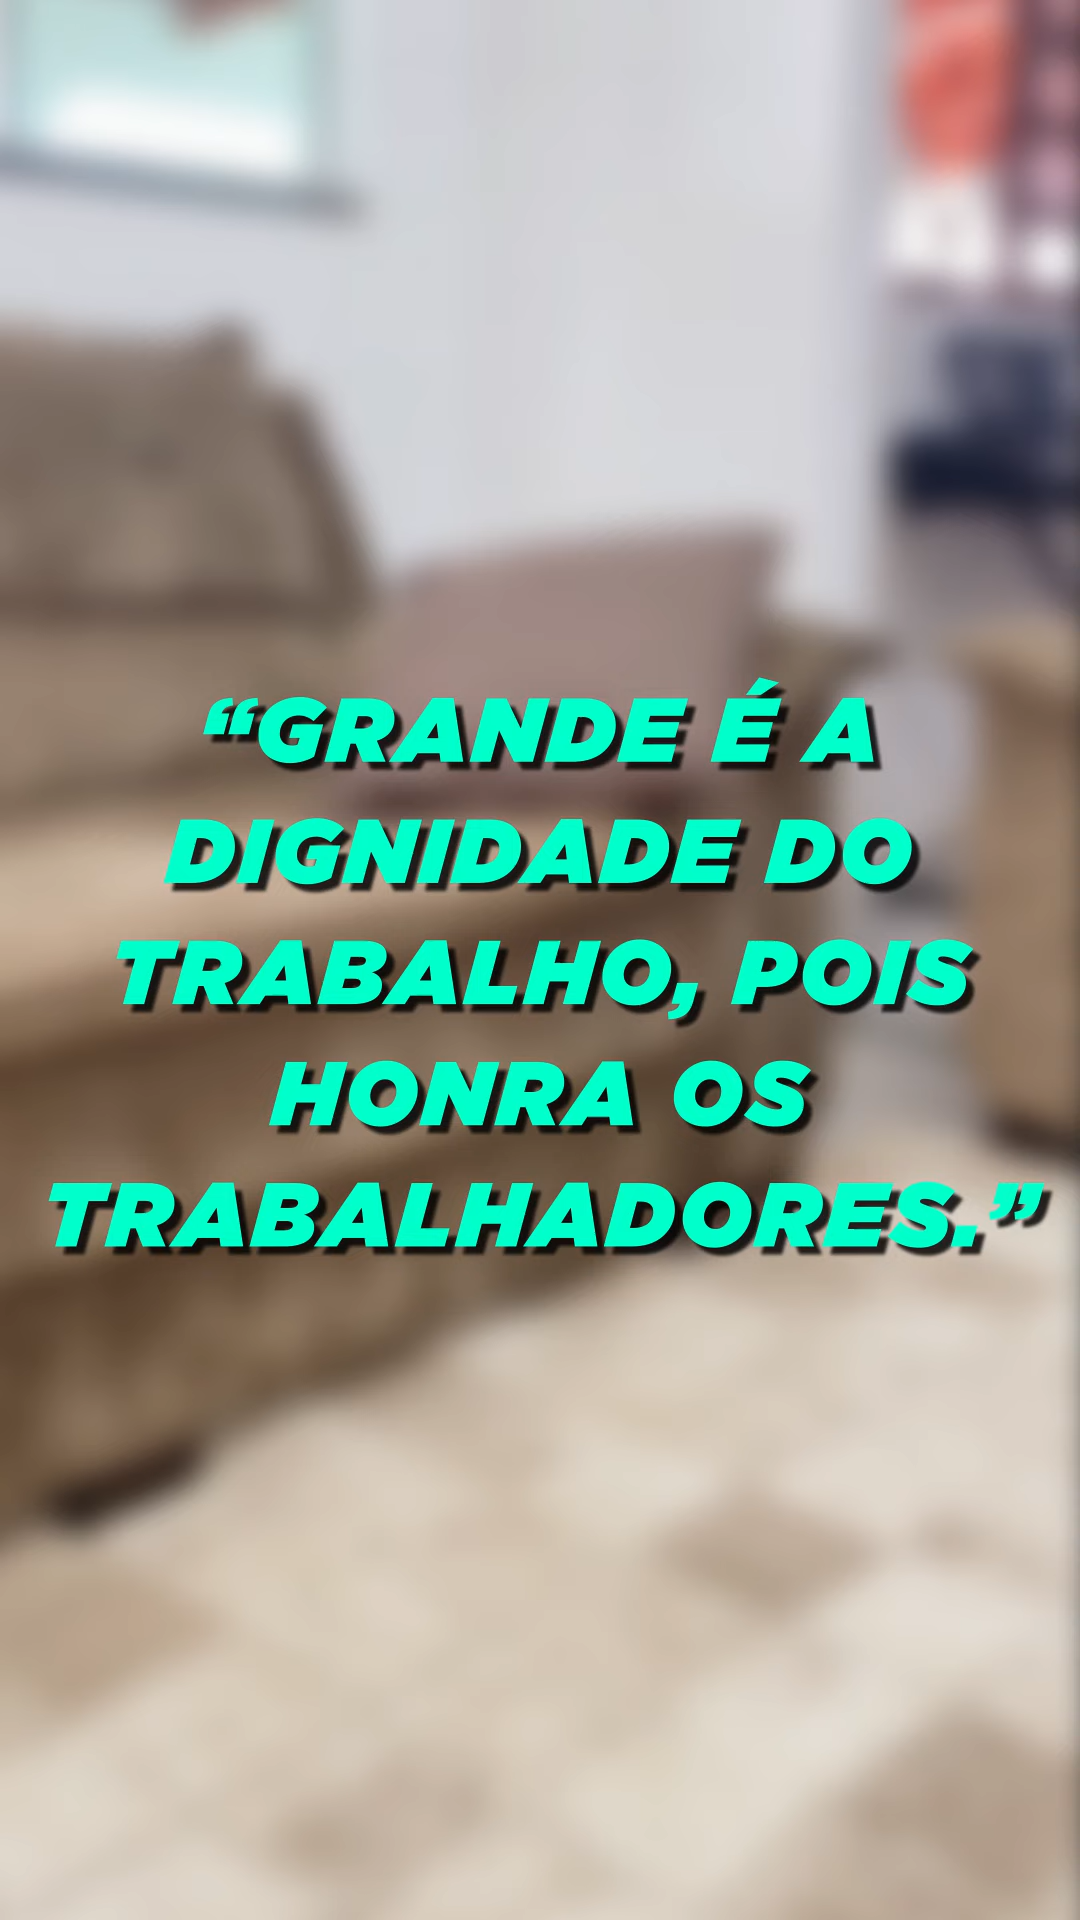 “GRANDE É A
DIGNIDADE DO
TRABALHO, POIS
HONRA OS
TRABALHADORES.”